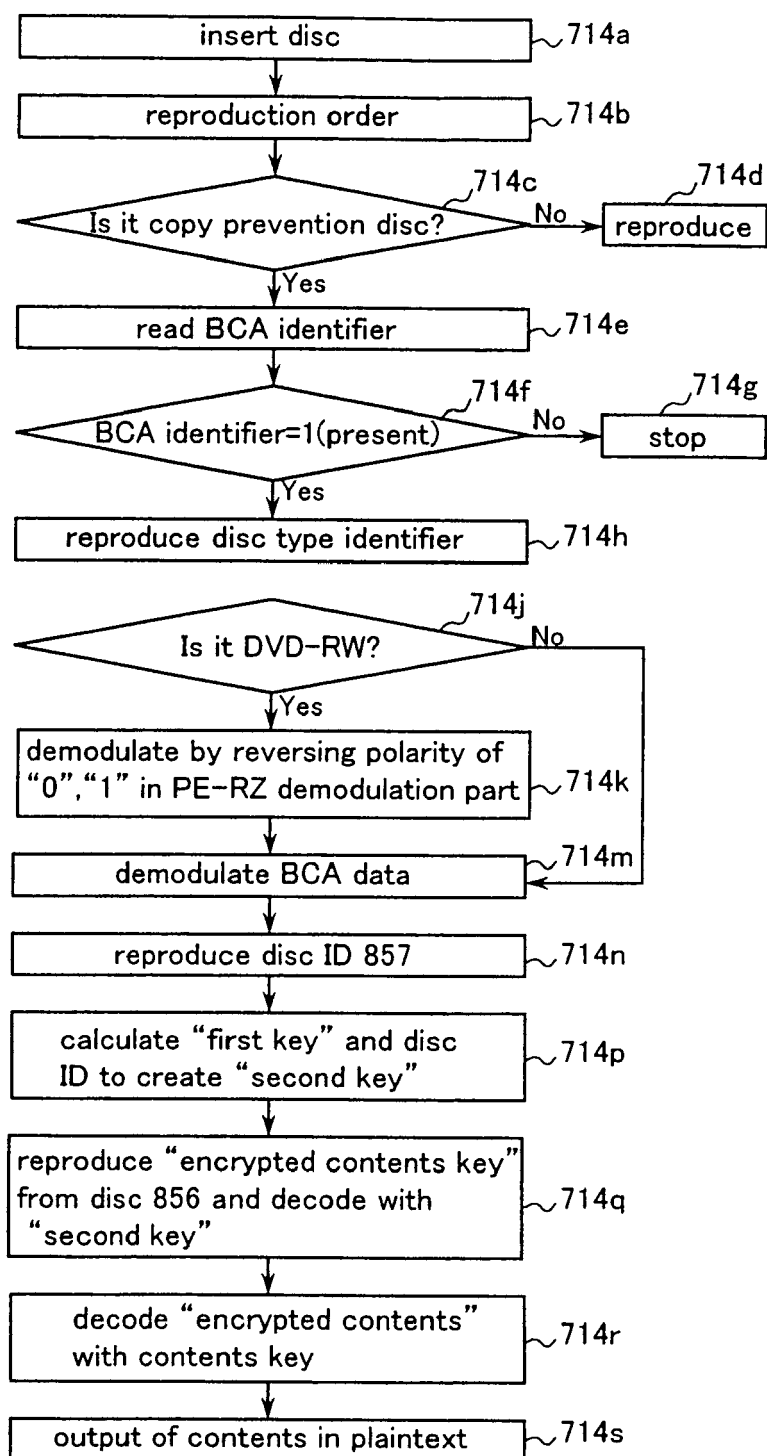 insert disc 714a
reproduction order 714b
714c
714d
Is it copy prevention disc? No reproduce
Yes
read BCA identifier 714e
714f
714g
BCA identifier=1(present) No stop
Yes
reproduce disc type identifier 714h
714j
Is it DVD-RW? No
Yes
demodulate by reversing polarity of
"0","1" in PE-RZ demodulation part 714k
714m
demodulate BCA data
reproduce disc ID 857 714n
calculate "first key" and disc
ID to create "second key" 714p
reproduce "encrypted contents key"
from disc 856 and decode with
"second key" 714q
decode "encrypted contents"
with contents key 714r
output of contents in plaintext 714s